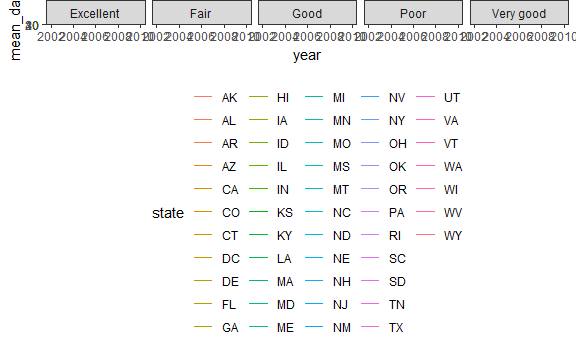 Excellent Fair Good Poor Very good
mean_da
2002 2004 2006 2008 2010 2002 2004 2006 2008 2010 2002 2004 2006 2008 2010 2002 2004 2006 2008 2010 2002 2004 2006 2008 2010
year
state
AK HI MI NV UT
AL IA MN NY VA
AR ID MO OH VT
AZ IL MS OK WA
CA IN MT OR WI
CO KS NC PA WV
CT KY ND RI WY
DC LA NE SC
DE MA NH SD
FL MD NJ TN
GA ME NM TX